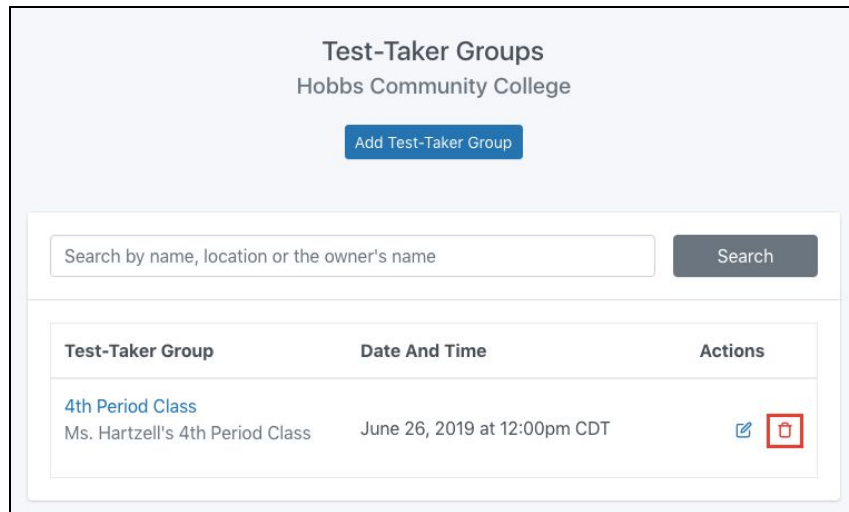 Test-Taker Groups
Hobbs Community College
Add Test-Taker Group
Search by name, location or the owner's name
Search
Test-Taker Group Date And Time Actions
4th Period Class
Ms. Hartzell's 4th Period Class June 26, 2019 at 12:00pm CDT